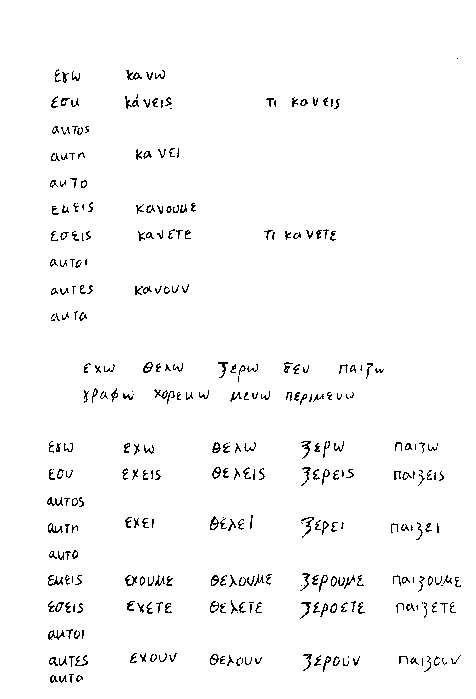 εγω κανω
εσυ κάνεις τι κανεις
αυτος
αυτη κανει
αυτο
εμεις κανουμε
εσεις κανετε τι κανετε
αυτοι
αυτες κανουν
αυτα
εχω θελω ξερω δεν παιζω
γραφω χορευω μενω περιμενω
εγω εχω θελω ξερω παιζω
εσυ εχεις θελεις ξερεις παιζεις
αυτος
αυτη εχει θελει ξερει παιζει
αυτο
εμεις εχουμε θελουμε ξερουμε παιζουμε
εσεις εχετε θελετε ξεροετε παιζετε
αυτοι
αυτες εχουν θελουν ξερουν παιζουν
αυτα